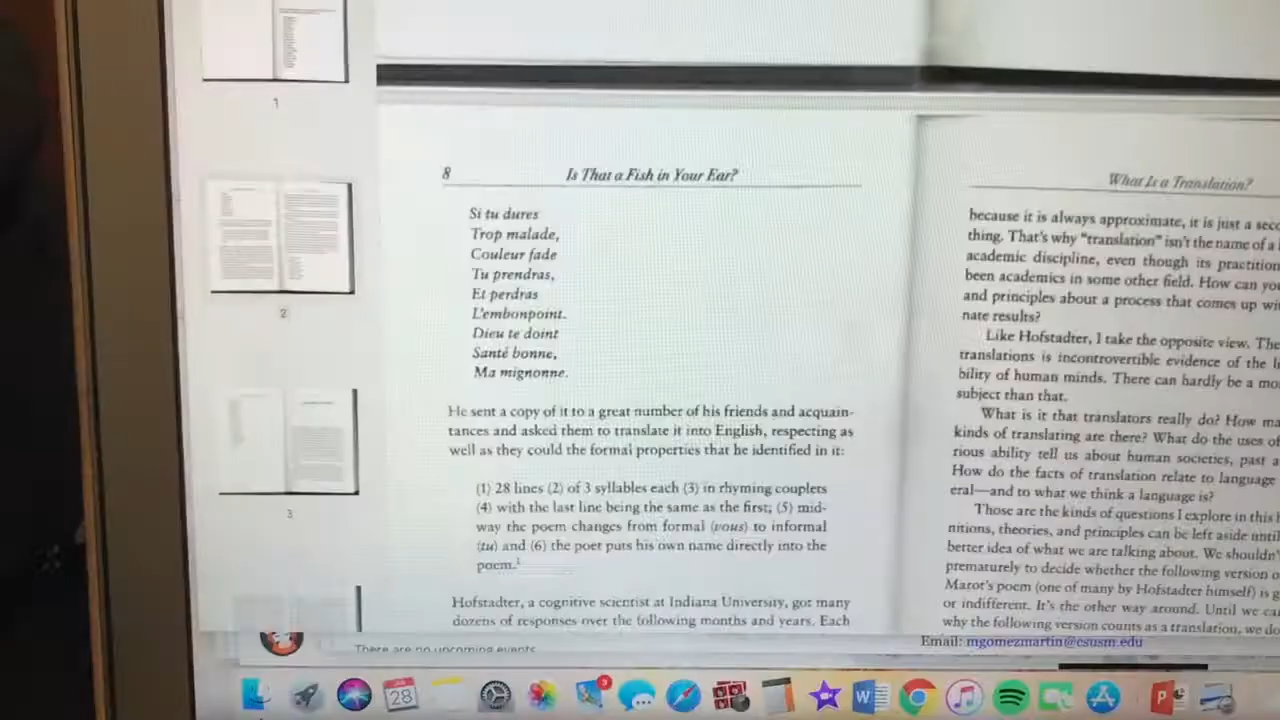 1
2
3
8
Is That a Fish in Your Ear?
Si tu dures
Trop malade,
Couleur fade
Tu prendras,
Et perdras
L'embonpoint.
Dieu te doint
Santé bonne,
Ma mignonne.
He sent a copy of it to a great number of his friends and acquain-
tances and asked them to translate it into English, respecting as
well as they could the formal properties that he identified in it:
(1) 28 lines (2) of 3 syllables each (3) in rhyming couplets
(4) with the last line being the same as the first; (5) mid-
way the poem changes from formal (vous) to informal
(tu) and (6) the poet puts his own name directly into the
poem.1
Hofstadter, a cognitive scientist at Indiana University, got many
dozens of responses over the following months and years. Each
What Is a Translation?
because it is always approximate, it is just a
thing. That's why "translation" isn't the name of a
academic discipline, even though its
been academics in some other field. How can
and principles about a process that comes up
nate results?
Like Hofstadter, I take the opposite view.
translations is incontrovertible evidence of the
bility of human minds. There can hardly be a
subject than that.
What is it that translators really do? How
kinds of translating are there? What do the uses of
rious ability tell us about human societies, past
How do the facts of translation relate to language
eral—and to what we think a language is?
Those are the kinds of questions I explore in this
nitions, theories, and principles can be left aside
better idea of what we are talking about. We
prematurely to decide whether the following version
Marot's poem (one of many by Hofstadter himself) is
or indifferent. It's the other way around. Until we
why the following version counts as a translation, we
There are no upcoming events
Email: mgomezmartin@csusm.edu
JAN
28
3
W
P